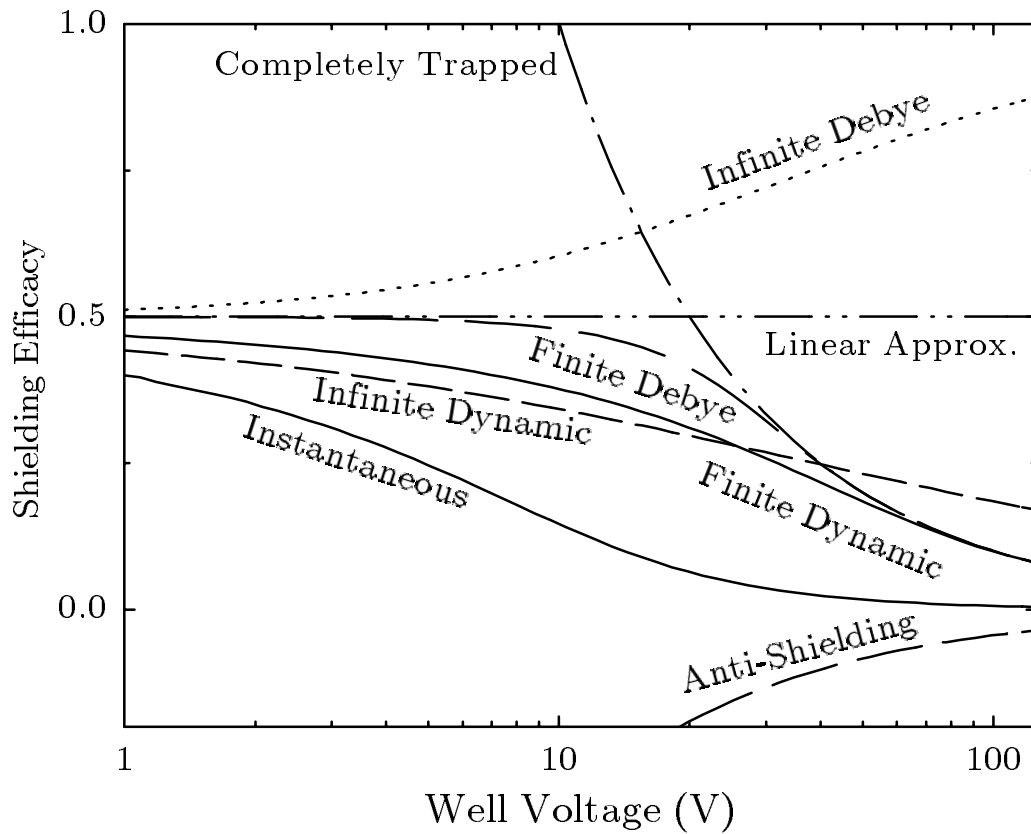 1.0
Completely Trapped
Infinite Debye
0.5
Linear Approx.
Finite Debye
Infinite Dynamic
Instantaneous
Finite Dynamic
0.0
Anti-Shielding
Shielding Efficacy
1
10
100
Well Voltage (V)